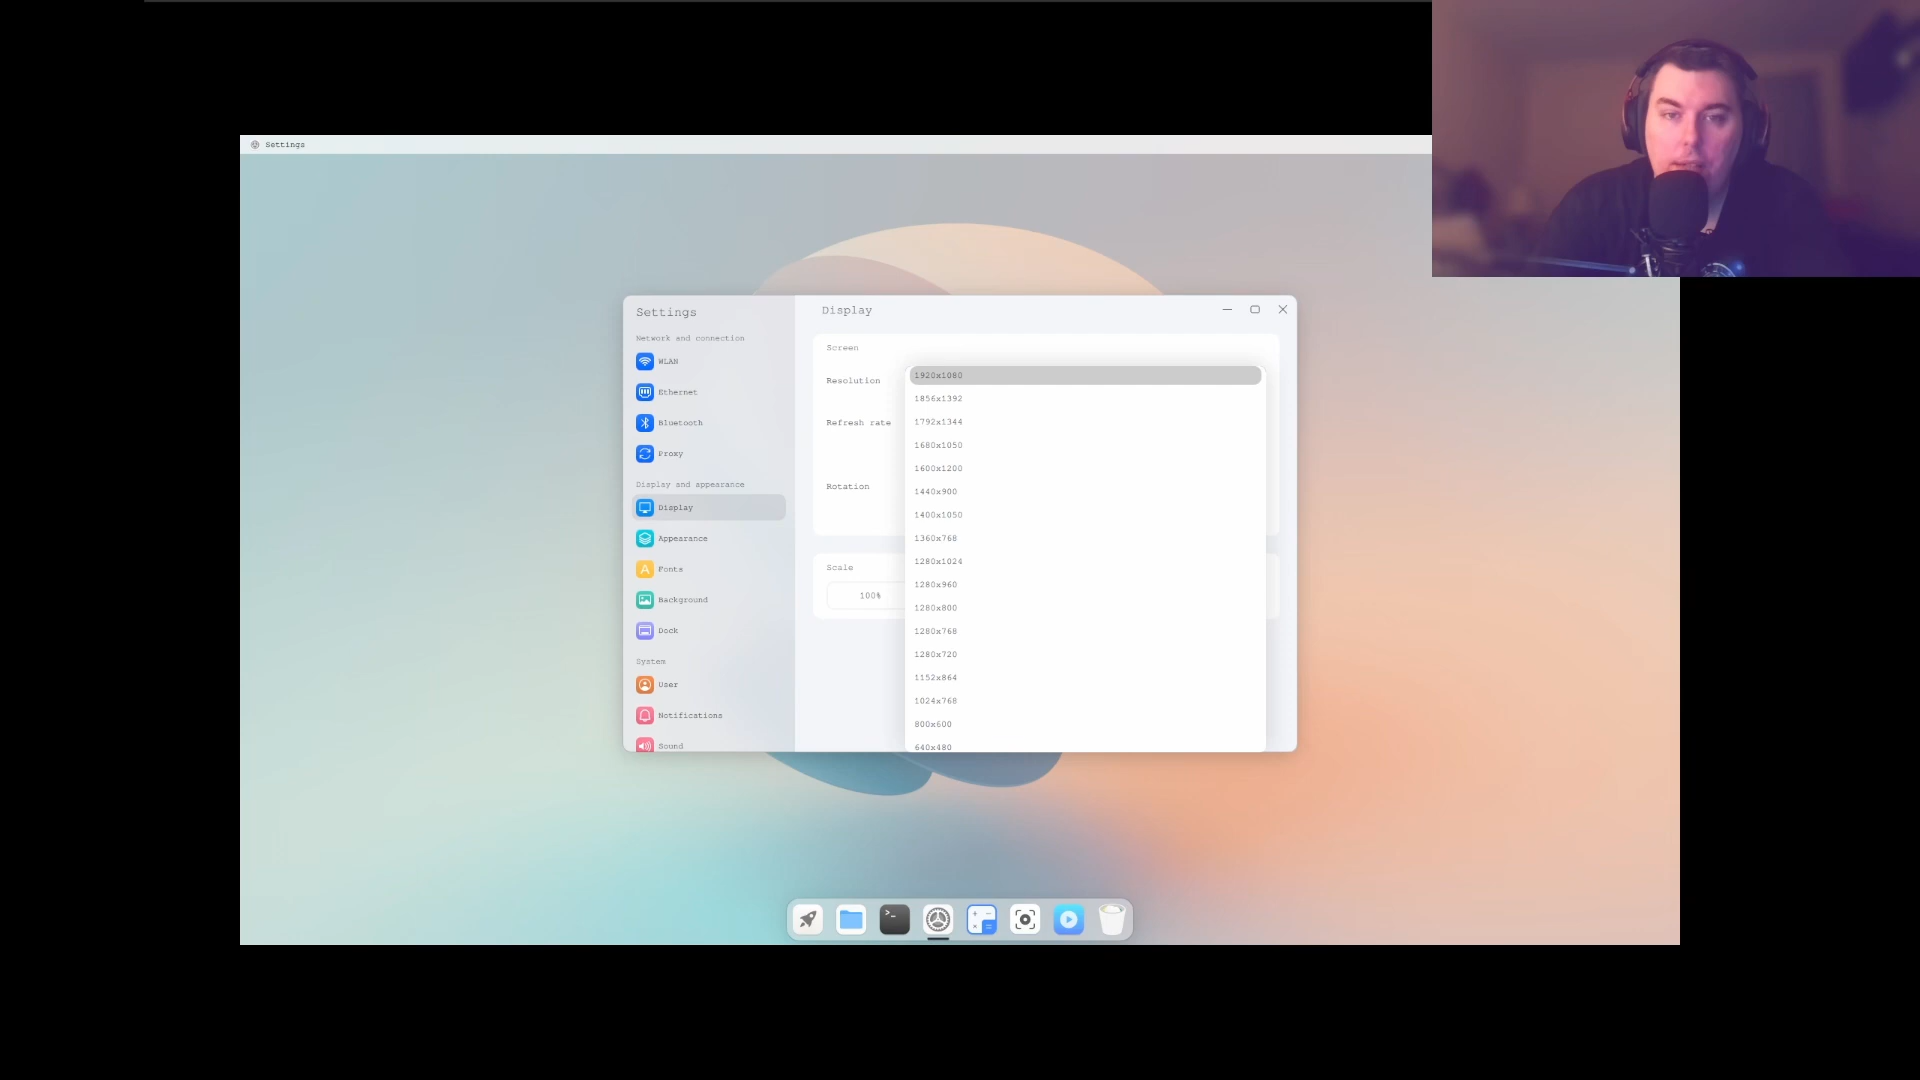 Settings
Settings
Network and connection
WLAN
Ethernet
Bluetooth
Proxy
Display and appearance
Display
Appearance
Fonts
Background
Dock
System
User
Notifications
Sound
Display
Screen
Resolution
Refresh rate
Rotation
Scale
100%
1920x1080
1856x1392
1792x1344
1680x1050
1600x1200
1440x900
1400x1050
1360x768
1280x1024
1280x960
1280x800
1280x768
1280x720
1152x864
1024x768
800x600
640x480